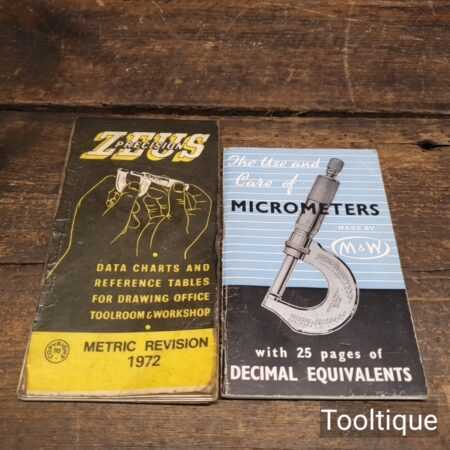 ZEUS
PRECISION
DATA CHARTS AND
REFERENCE TABLES
FOR DRAWING OFFICE
TOOLROOM & WORKSHOP
METRIC REVISION
1972
The Use and
Care of
MICROMETERS
MADE BY
M&W
with 25 pages of
DECIMAL EQUIVALENTS
Tooltique